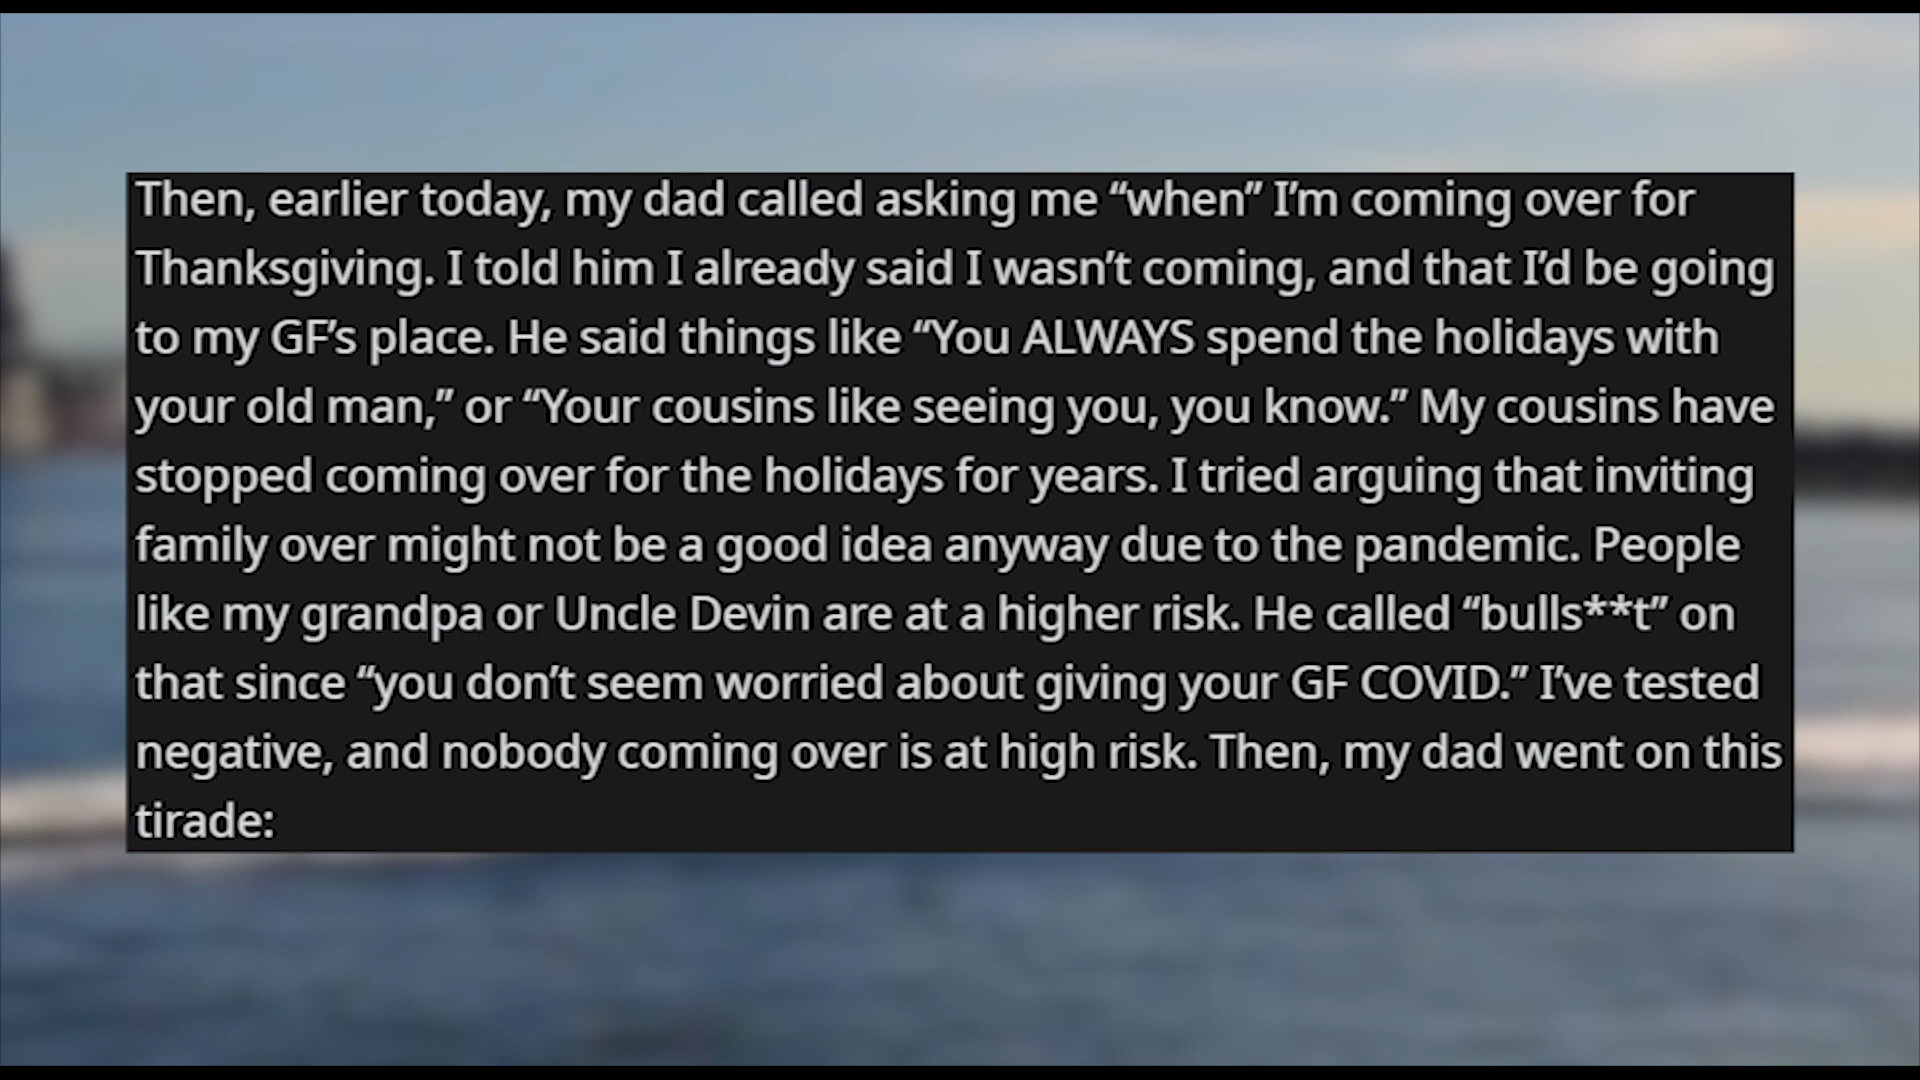 Then, earlier today, my dad called asking me “when” I’m coming over for
Thanksgiving. I told him I already said I wasn’t coming, and that I’d be going
to my GF’s place. He said things like “You ALWAYS spend the holidays with
your old man,” or “Your cousins like seeing you, you know.” My cousins have
stopped coming over for the holidays for years. I tried arguing that inviting
family over might not be a good idea anyway due to the pandemic. People
like my grandpa or Uncle Devin are at a higher risk. He called “bulls**t” on
that since “you don’t seem worried about giving your GF COVID.” I’ve tested
negative, and nobody coming over is at high risk. Then, my dad went on this
tirade: